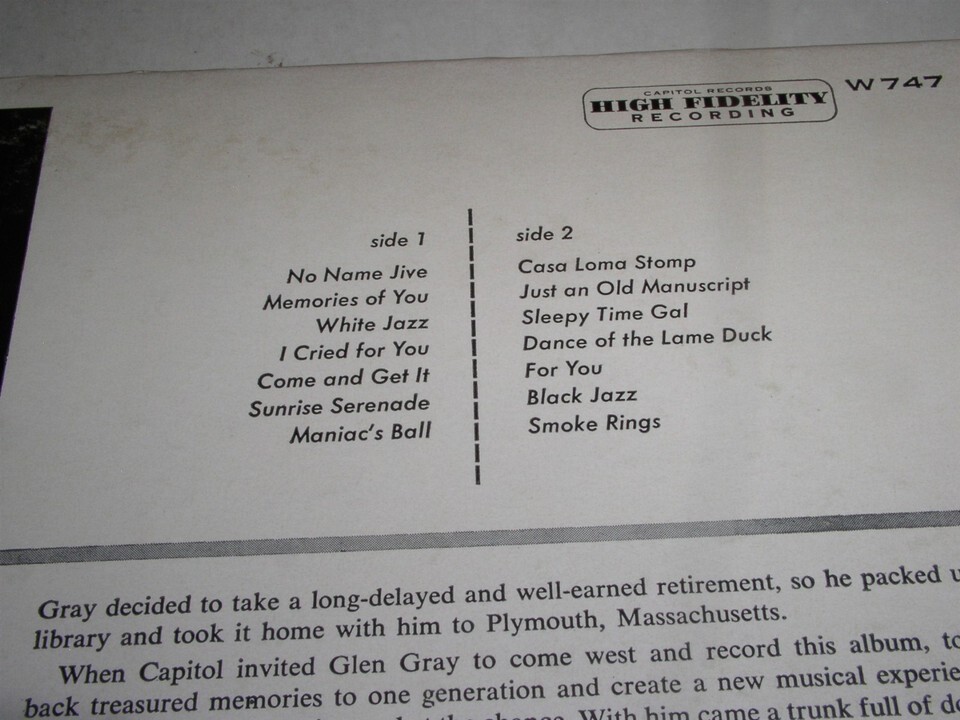 CAPITOL RECORDS
HIGH FIDELITY
RECORDING
W 747
side 1
No Name Jive
Memories of You
White Jazz
I Cried for You
Come and Get It
Sunrise Serenade
Maniac's Ball
side 2
Casa Loma Stomp
Just an Old Manuscript
Sleepy Time Gal
Dance of the Lame Duck
For You
Black Jazz
Smoke Rings
Gray decided to take a long-delayed and well-earned retirement, so he packed
library and took it home with him to Plymouth, Massachusetts.
When Capitol invited Glen Gray to come west and record this album, to
back treasured memories to one generation and create a new musical
the chance. With him came a trunk full of